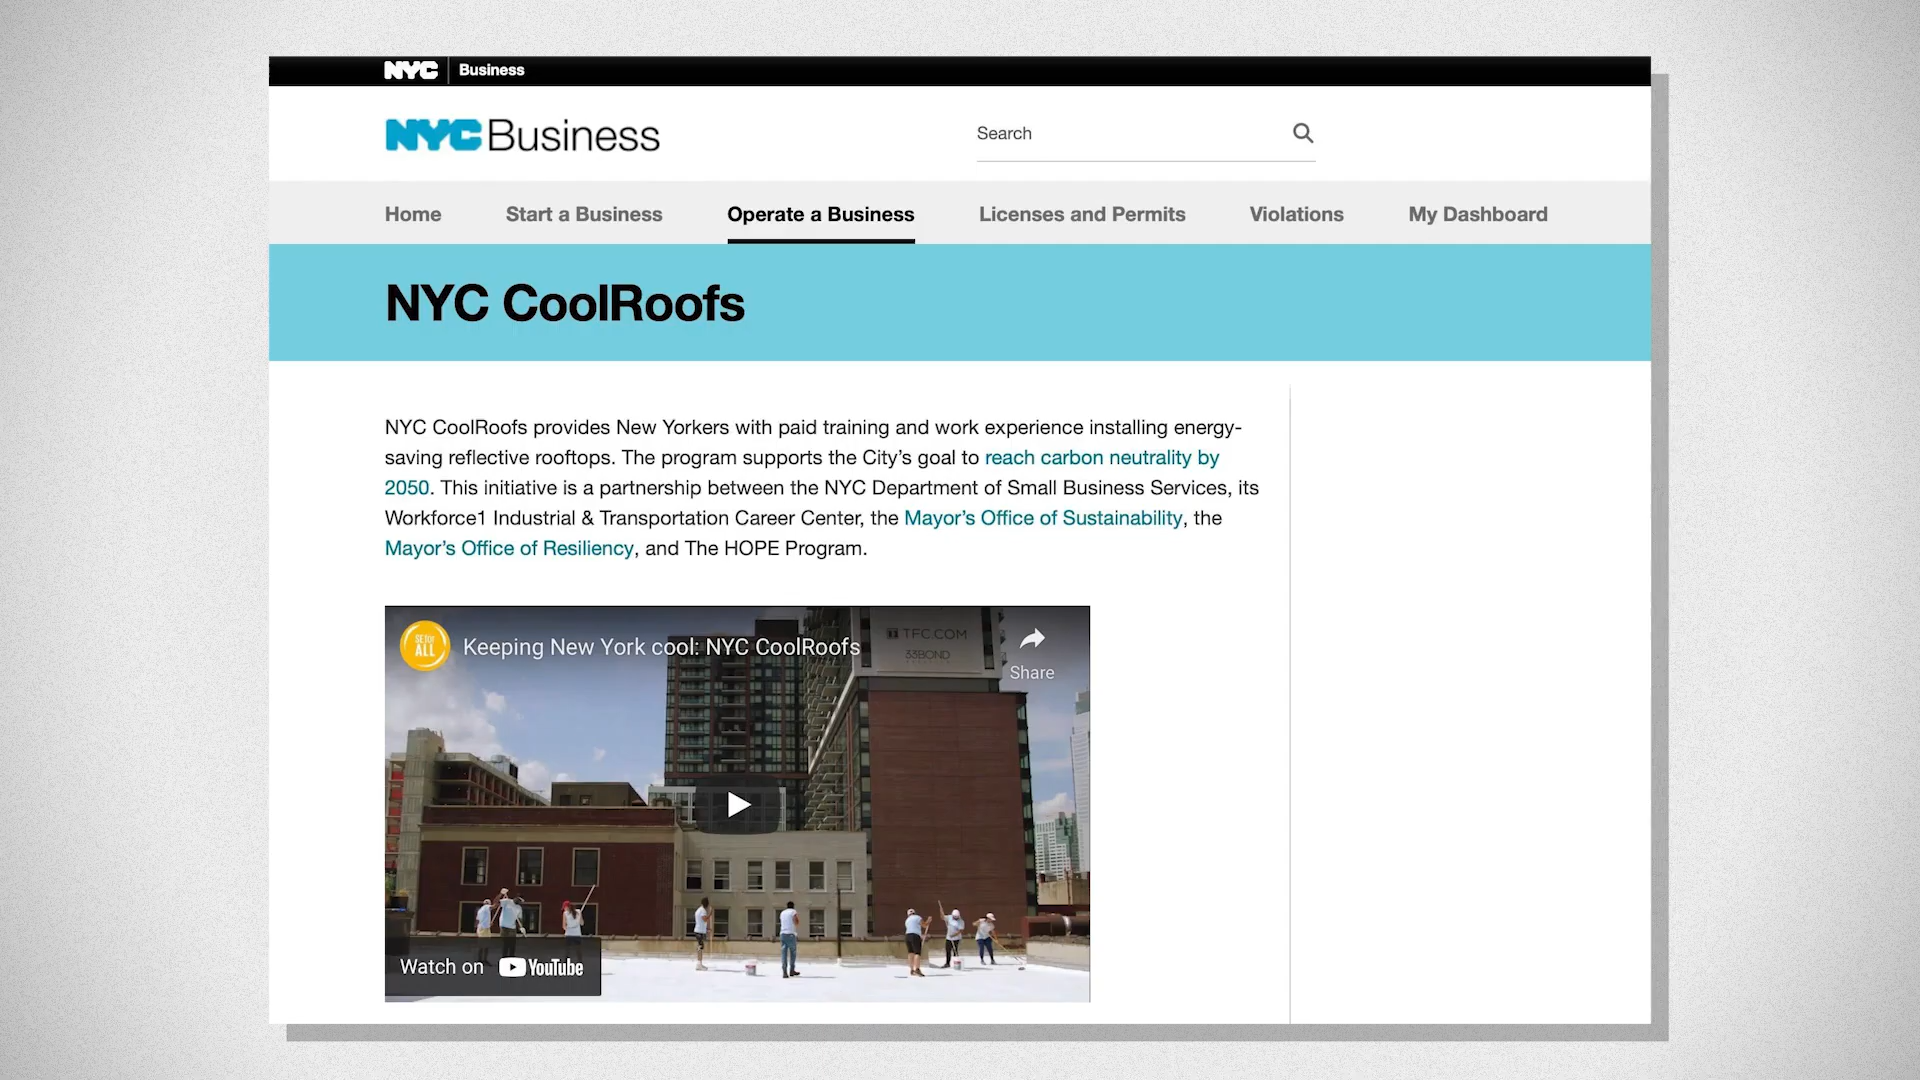 NYC Business
NYC Business
Search
Home Start a Business Operate a Business Licenses and Permits Violations My Dashboard
NYC CoolRoofs
NYC CoolRoofs provides New Yorkers with paid training and work experience installing energy-
saving reflective rooftops. The program supports the City’s goal to reach carbon neutrality by
2050. This initiative is a partnership between the NYC Department of Small Business Services, its
Workforce1 Industrial & Transportation Career Center, the Mayor’s Office of Sustainability, the
Mayor’s Office of Resiliency, and The HOPE Program.
TFC.COM
ALL
Keeping New York cool: NYC CoolRoofs
33BOND
Share
Watch on YouTube